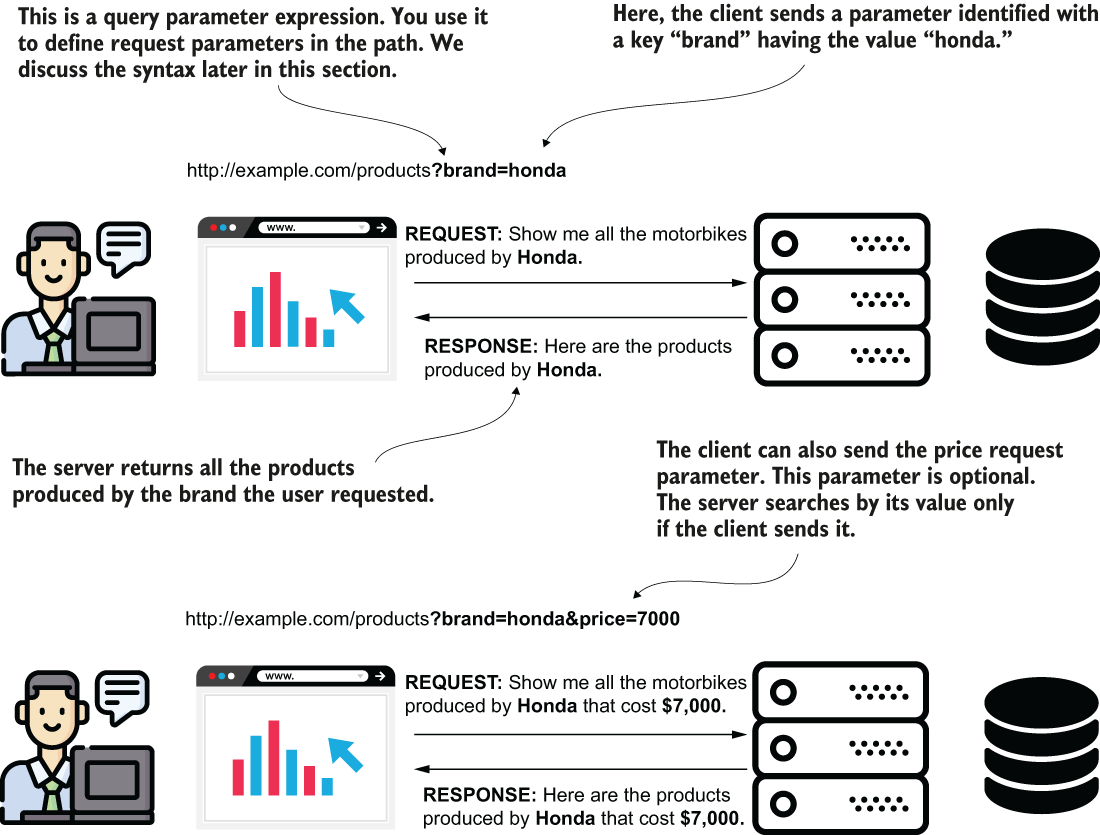 This is a query parameter expression. You use it
to define request parameters in the path. We
discuss the syntax later in this section.
Here, the client sends a parameter identified with
a key “brand” having the value “honda.”
http://example.com/products?brand=honda
www.
REQUEST: Show me all the motorbikes
produced by Honda.
RESPONSE: Here are the products
produced by Honda.
The server returns all the products
produced by the brand the user requested.
The client can also send the price request
parameter. This parameter is optional.
The server searches by its value only
if the client sends it.
http://example.com/products?brand=honda&price=7000
www.
REQUEST: Show me all the motorbikes
produced by Honda that cost $7,000.
RESPONSE: Here are the products
produced by Honda that cost $7,000.